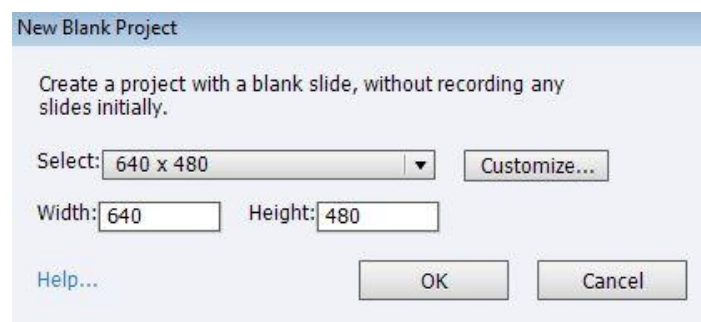 New Blank Project
Create a project with a blank slide, without recording any
slides initially.
Select: 640 x 480 Customize...
Width: 640 Height: 480
Help... OK Cancel